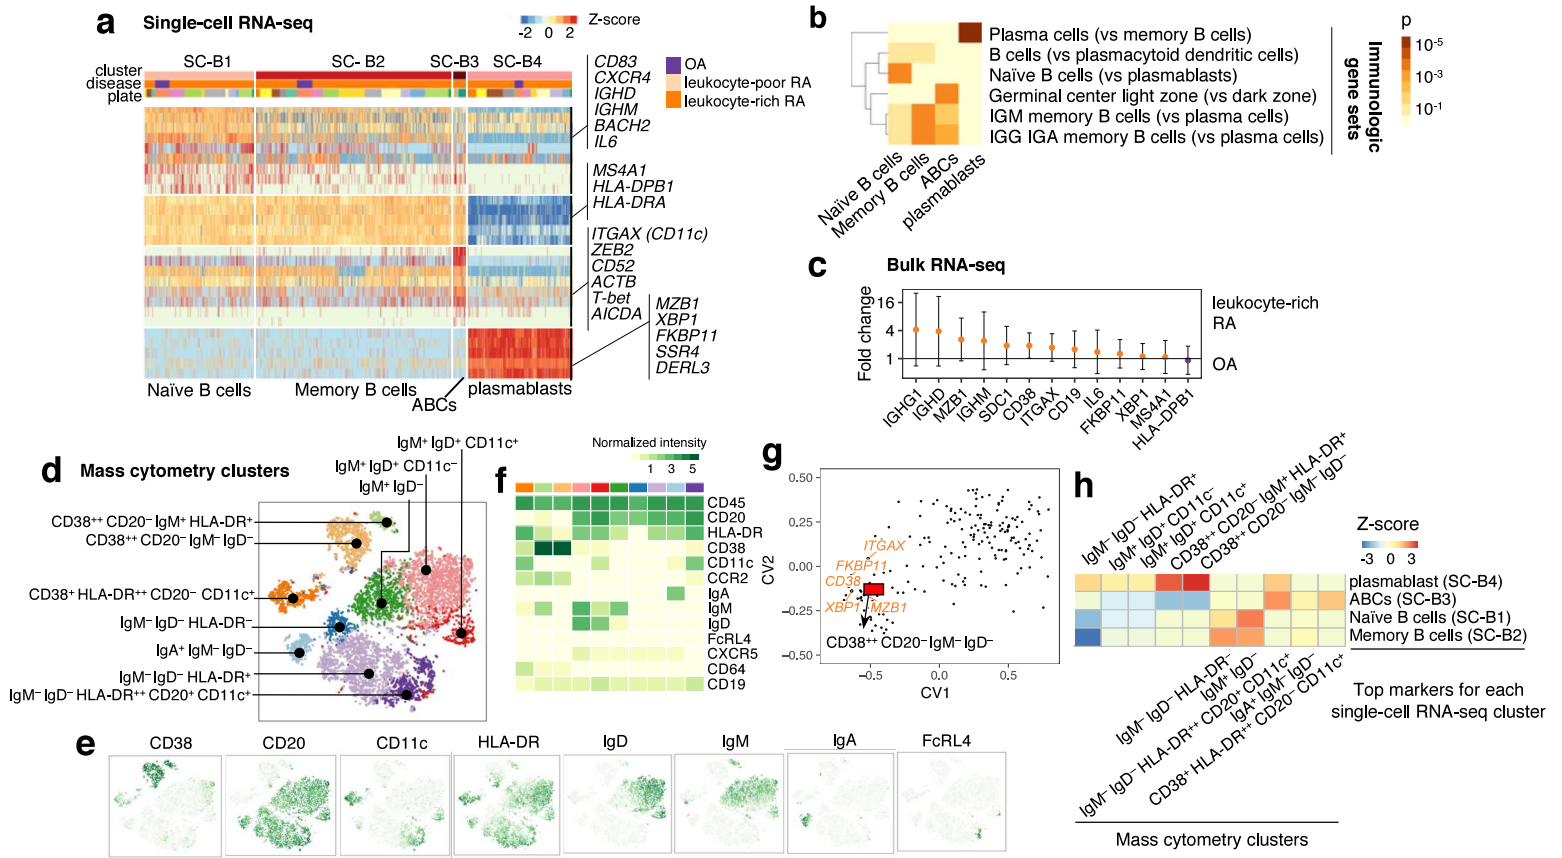 a Single-cell RNA-seq
Z-score
-2 0 2
SC-B1 SC- B2 SC-B3 SC-B4
cluster
disease
plate
OA
leukocyte-poor RA
leukocyte-rich RA
CD83
CXCR4
IGHD
IGHM
BACH2
IL6
MS4A1
HLA-DPB1
HLA-DRA
ITGAX (CD11c)
ZEB2
CD52
ACTB
T-bet
AICDA
MZB1
XBP1
FKBP11
SSR4
DERL3
Naïve B cells Memory B cells ABCs plasmablasts
b
Plasma cells (vs memory B cells)
B cells (vs plasmacytoid dendritic cells)
Naïve B cells (vs plasmablasts)
Germinal center light zone (vs dark zone)
IGM memory B cells (vs plasma cells)
IGG IGA memory B cells (vs plasma cells)
Naïve B cells
Memory B cells
ABCs
plasmablasts
Immunologic
gene sets
p
10⁻⁵
10⁻³
10⁻¹
c Bulk RNA-seq
Fold change
16
4
1
leukocyte-rich
RA
OA
IGHG1
IGHD
MZB1
IGHM
SDC1
CD38
ITGAX
CD19
IL6
FKBP11
XBP1
MS4A1
HLA-DPB1
d Mass cytometry clusters
IgM⁺ IgD⁺ CD11c⁺
IgM⁺ IgD⁺ CD11c⁻
IgM⁺ IgD⁻
CD38⁺⁺ CD20⁻ IgM⁺ HLA-DR⁺
CD38⁺⁺ CD20⁻ IgM⁻ IgD⁻
CD38⁺ HLA-DR⁺⁺ CD20⁻ CD11c⁺
IgM⁻ IgD⁻ HLA-DR⁻
IgA⁺ IgM⁻ IgD⁻
IgM⁻ IgD⁻ HLA-DR⁺
IgM⁻ IgD⁻ HLA-DR⁺⁺ CD20⁺ CD11c⁺
e
CD38 CD20 CD11c HLA-DR IgD IgM IgA FcRL4
f
Normalized intensity
1 3 5
CD45
CD20
HLA-DR
CD38
CD11c
CCR2
IgA
IgM
IgD
FcRL4
CXCR5
CD64
CD19
g
CV2
0.50
0.25
0.00
−0.25
−0.50
ITGAX
FKBP11
CD38
XBP1 MZB1
CD38⁺⁺ CD20⁻IgM⁻ IgD⁻
−0.5 0.0 0.5
CV1
h
IgM⁻ IgD⁻ HLA-DR⁺
IgM⁺ IgD⁺ CD11c⁻
IgM⁺ IgD⁺ CD11c⁺
CD38⁺⁺ CD20⁻ IgM⁺ HLA-DR⁺
CD38⁺⁺ CD20⁻ IgM⁻ IgD⁻
Z-score
-3 0 3
plasmablast (SC-B4)
ABCs (SC-B3)
Naïve B cells (SC-B1)
Memory B cells (SC-B2)
IgM⁻ IgD⁻ HLA-DR⁻
IgM⁺ IgD⁻
IgM⁻ IgD⁻ HLA-DR⁺⁺ CD20⁺ CD11c⁺
IgA⁺ IgM⁻ IgD⁻
CD38⁺ HLA-DR⁺⁺ CD20⁻ CD11c⁺
Top markers for each
single-cell RNA-seq cluster
Mass cytometry clusters